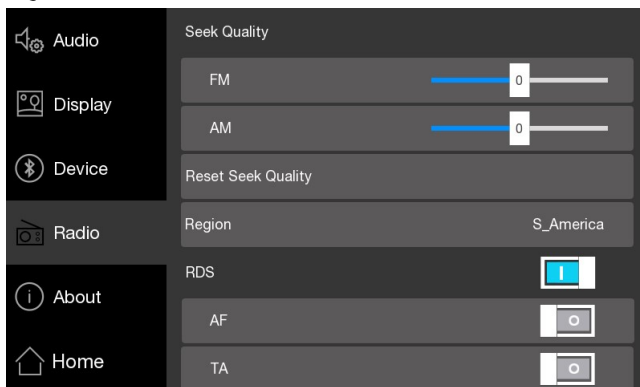 Audio
Display
Device
Radio
About
Home
Seek Quality
FM 0
AM 0
Reset Seek Quality
Region S_America
RDS
AF
TA